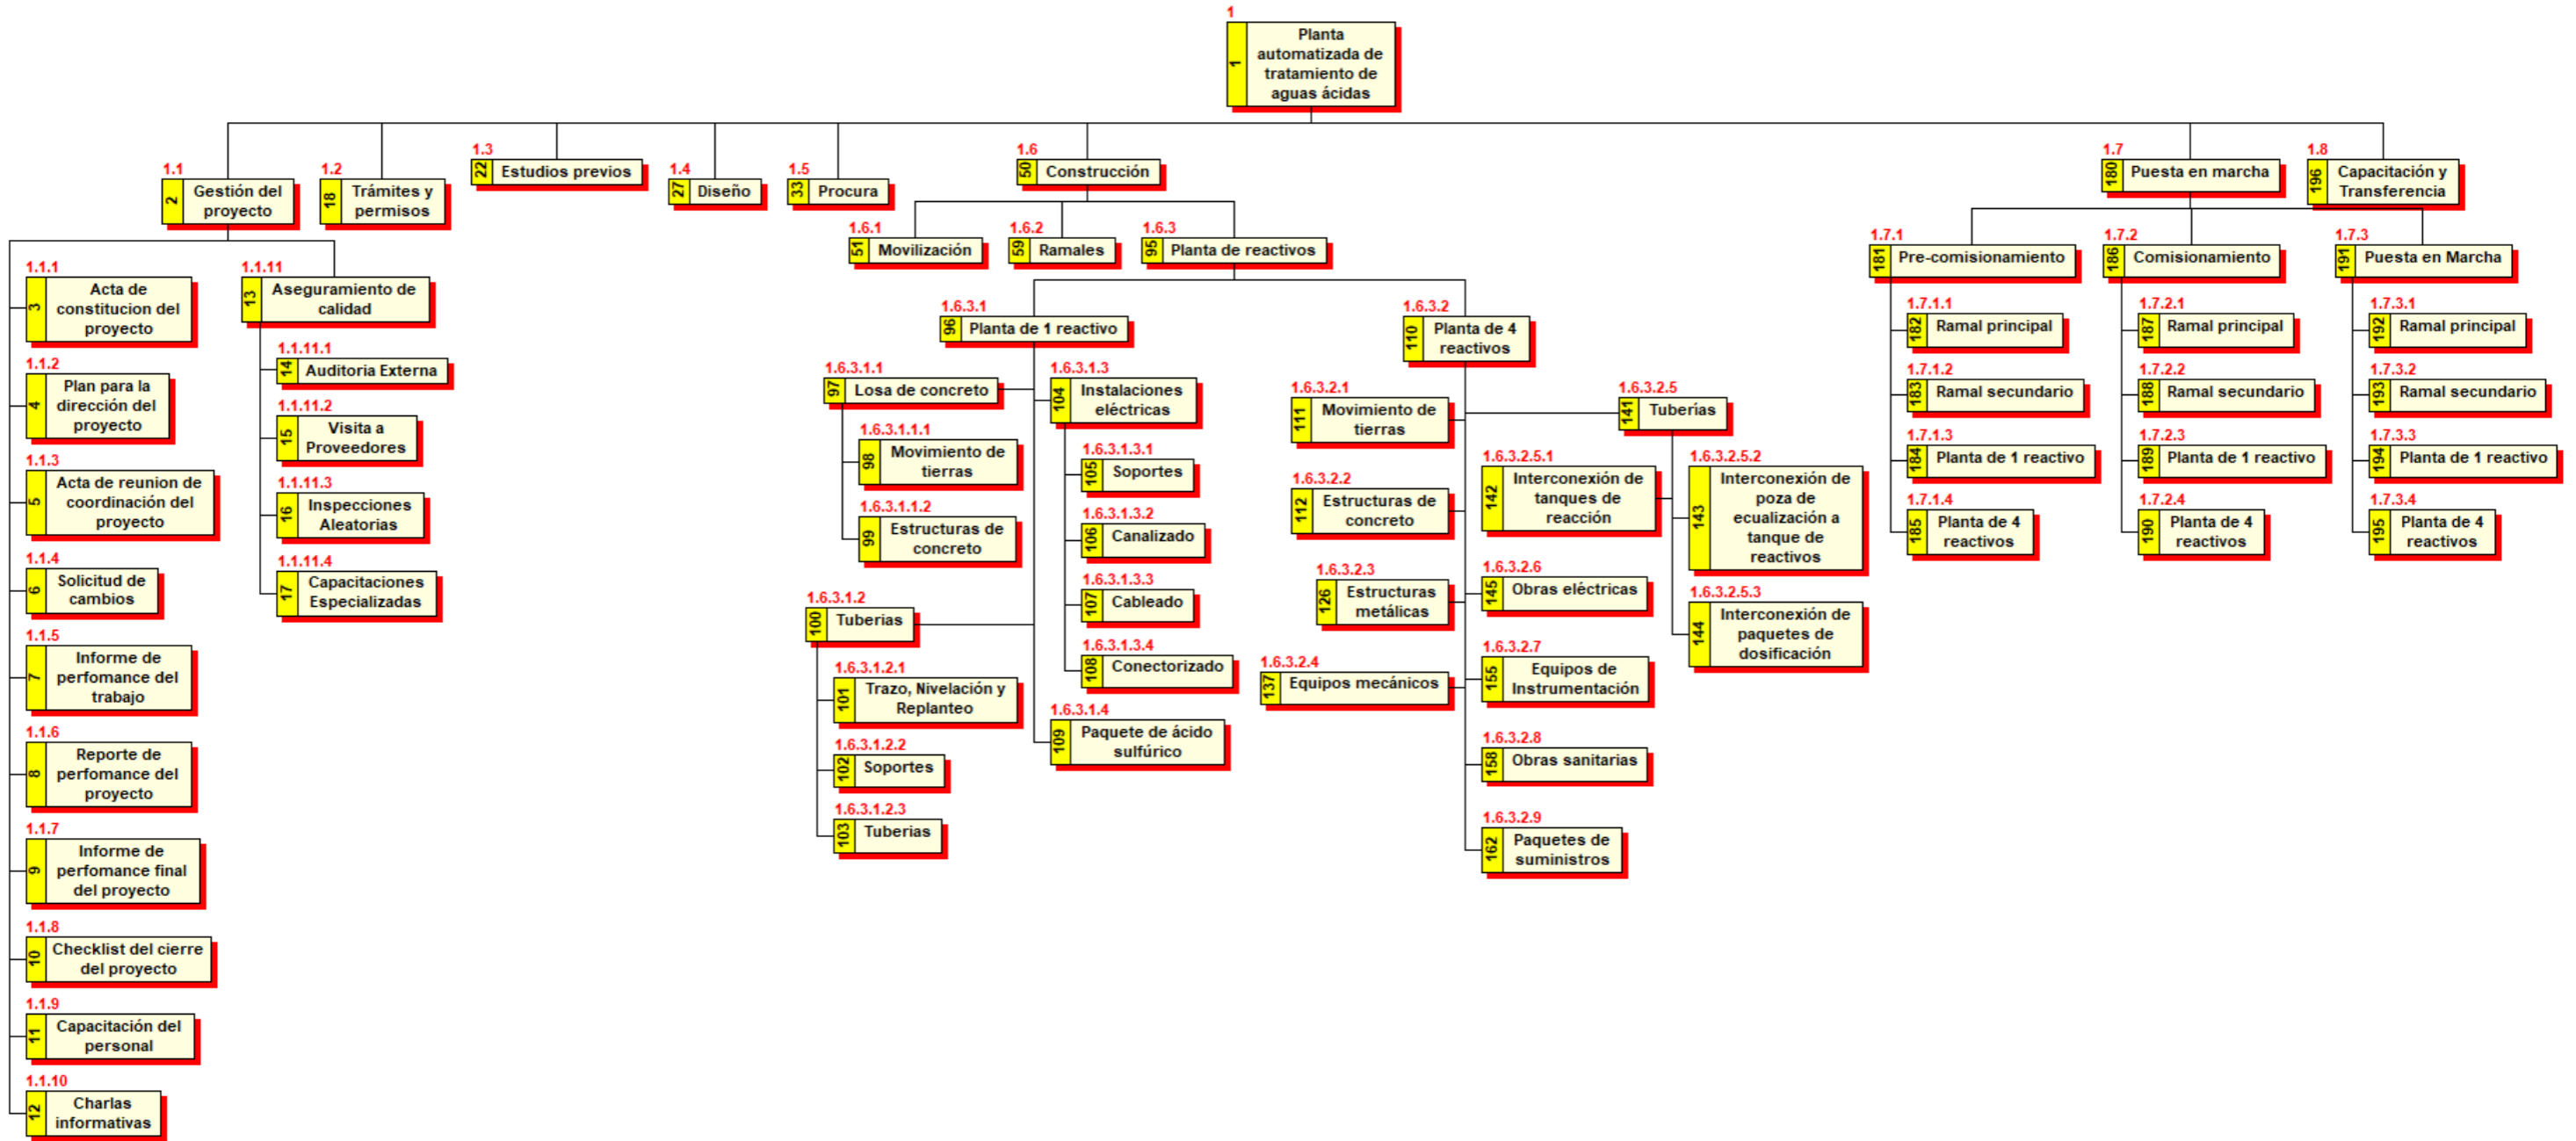 1
1
Planta
automatizada de
tratamiento de
aguas ácidas
1.1
2
Gestión del
proyecto
1.2
18
Trámites y
permisos
1.3
22
Estudios previos
1.4
27
Diseño
1.5
33
Procura
1.6
50
Construcción
1.7
180
Puesta en marcha
1.8
196
Capacitación y
Transferencia
1.1.1
3
Acta de
constitucion del
proyecto
1.1.2
4
Plan para la
dirección del
proyecto
1.1.3
5
Acta de reunion de
coordinación del
proyecto
1.1.4
6
Solicitud de
cambios
1.1.5
7
Informe de
perfomance del
trabajo
1.1.6
8
Reporte de
perfomance del
proyecto
1.1.7
9
Informe de
perfomance final
del proyecto
1.1.8
10
Checklist del cierre
del proyecto
1.1.9
11
Capacitación del
personal
1.1.10
12
Charlas
informativas
1.1.11
13
Aseguramiento de
calidad
1.1.11.1
14
Auditoria Externa
1.1.11.2
15
Visita a
Proveedores
1.1.11.3
16
Inspecciones
Aleatorias
1.1.11.4
17
Capacitaciones
Especializadas
1.6.1
51
Movilización
1.6.2
59
Ramales
1.6.3
95
Planta de reactivos
1.6.3.1
96
Planta de 1 reactivo
1.6.3.1.1
97
Losa de concreto
1.6.3.1.1.1
98
Movimiento de
tierras
1.6.3.1.1.2
99
Estructuras de
concreto
1.6.3.1.2
100
Tuberias
1.6.3.1.2.1
101
Trazo, Nivelación y
Replanteo
1.6.3.1.2.2
102
Soportes
1.6.3.1.2.3
103
Tuberias
1.6.3.1.3
104
Instalaciones
eléctricas
1.6.3.1.3.1
105
Soportes
1.6.3.1.3.2
106
Canalizado
1.6.3.1.3.3
107
Cableado
1.6.3.1.3.4
108
Conectorizado
1.6.3.1.4
109
Paquete de ácido
sulfúrico
1.6.3.2
110
Planta de 4
reactivos
1.6.3.2.1
111
Movimiento de
tierras
1.6.3.2.2
112
Estructuras de
concreto
1.6.3.2.3
126
Estructuras
metálicas
1.6.3.2.4
137
Equipos mecánicos
1.6.3.2.5
141
Tuberías
1.6.3.2.5.1
142
Interconexión de
tanques de
reacción
1.6.3.2.5.2
143
Interconexión de
poza de
ecualización a
tanque de
reactivos
1.6.3.2.5.3
144
Interconexión de
paquetes de
dosificación
1.6.3.2.6
145
Obras eléctricas
1.6.3.2.7
155
Equipos de
Instrumentación
1.6.3.2.8
158
Obras sanitarias
1.6.3.2.9
162
Paquetes de
suministros
1.7.1
181
Pre-comisionamiento
1.7.1.1
182
Ramal principal
1.7.1.2
183
Ramal secundario
1.7.1.3
184
Planta de 1 reactivo
1.7.1.4
185
Planta de 4
reactivos
1.7.2
186
Comisionamiento
1.7.2.1
187
Ramal principal
1.7.2.2
188
Ramal secundario
1.7.2.3
189
Planta de 1 reactivo
1.7.2.4
190
Planta de 4
reactivos
1.7.3
191
Puesta en Marcha
1.7.3.1
192
Ramal principal
1.7.3.2
193
Ramal secundario
1.7.3.3
194
Planta de 1 reactivo
1.7.3.4
195
Planta de 4
reactivos